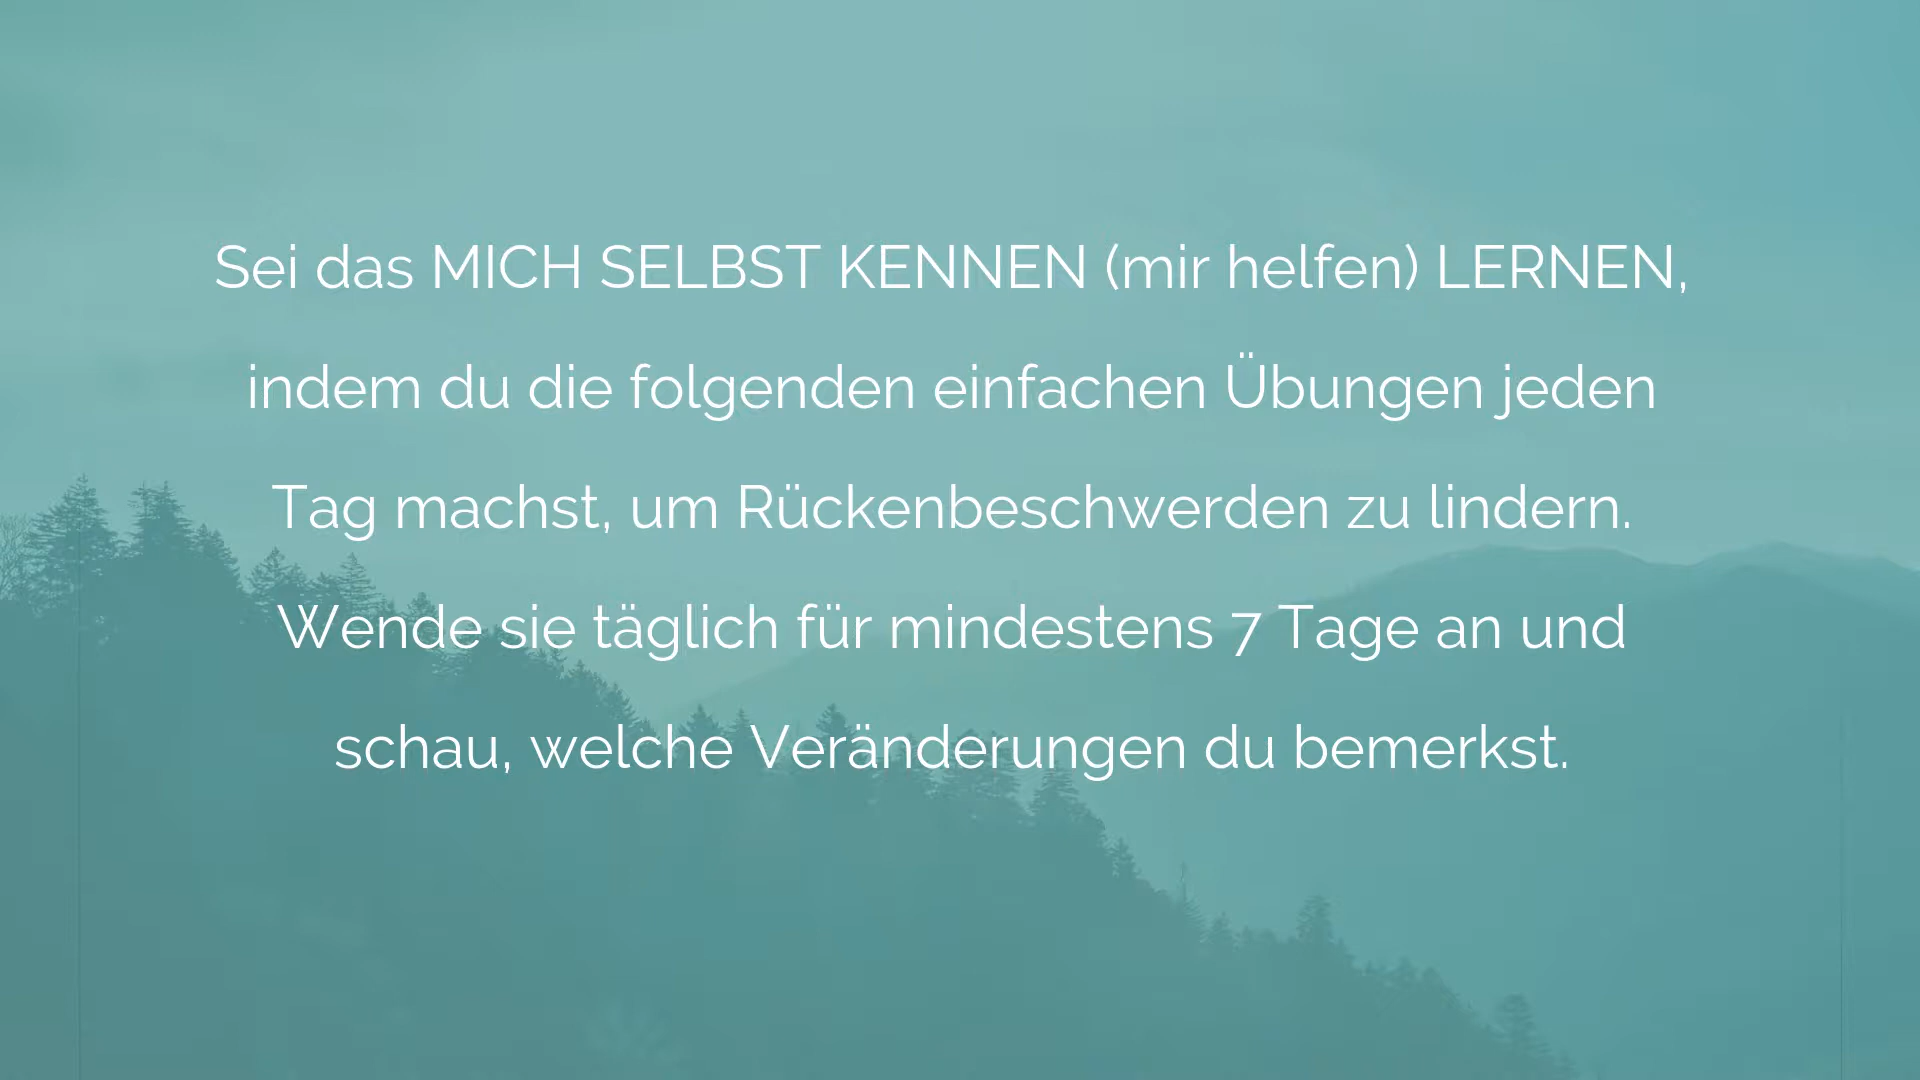 Sei das MICH SELBST KENNEN (mir helfen) LERNEN,
indem du die folgenden einfachen Übungen jeden
Tag machst, um Rückenbeschwerden zu lindern.
Wende sie täglich für mindestens 7 Tage an und
schau, welche Veränderungen du bemerkst.